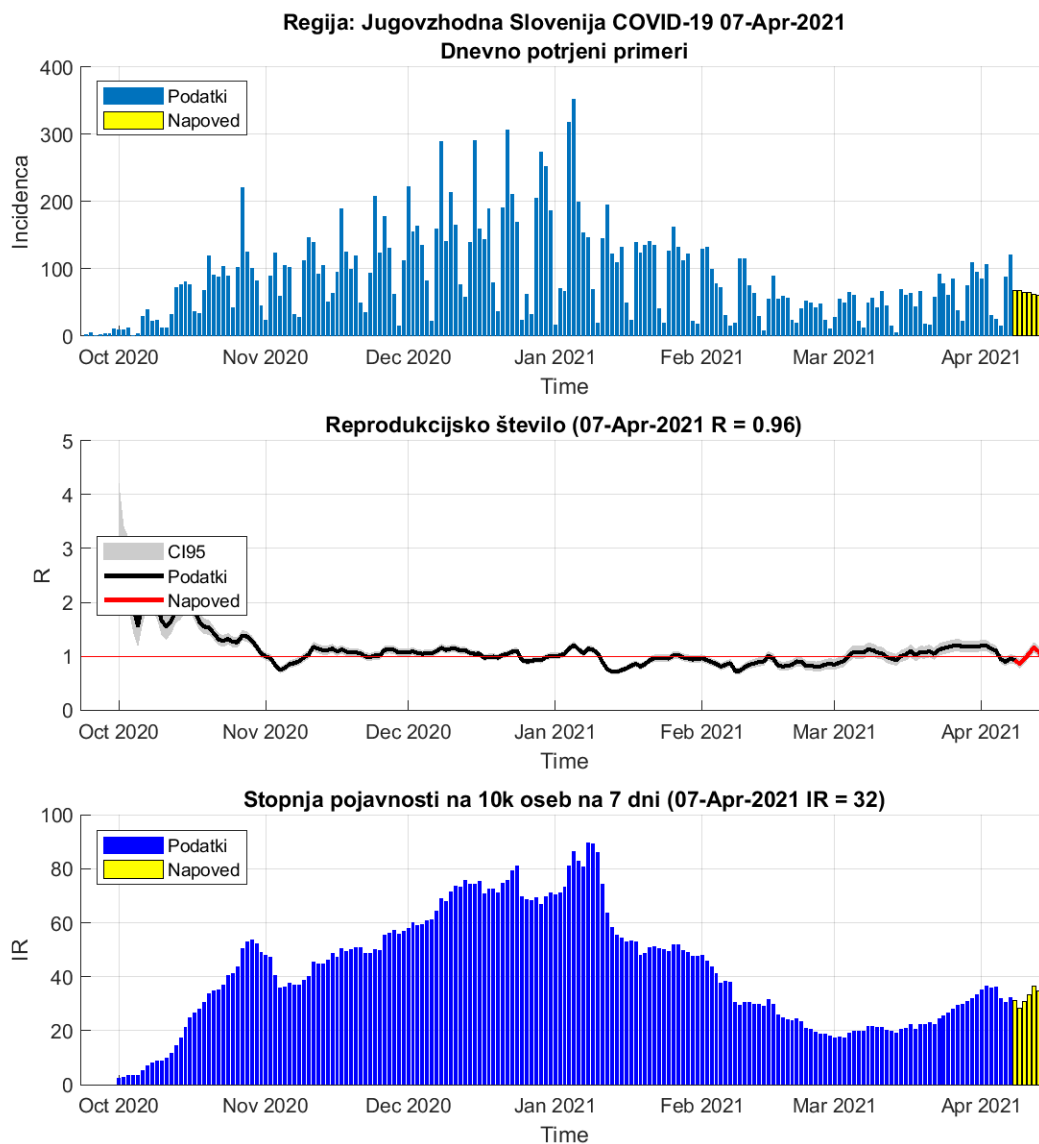 Regija: Jugovzhodna Slovenija COVID-19 07-Apr-2021
Dnevno potrjeni primeri
400
300
200
100
0
Incidenca
Podatki
Napoved
Oct 2020 Nov 2020 Dec 2020 Jan 2021 Feb 2021 Mar 2021 Apr 2021
Time
Reprodukcijsko število (07-Apr-2021 R = 0.96)
5
4
3
2
1
0
R
CI95
Podatki
Napoved
Oct 2020 Nov 2020 Dec 2020 Jan 2021 Feb 2021 Mar 2021 Apr 2021
Time
Stopnja pojavnosti na 10k oseb na 7 dni (07-Apr-2021 IR = 32)
100
80
60
40
20
0
IR
Podatki
Napoved
Oct 2020 Nov 2020 Dec 2020 Jan 2021 Feb 2021 Mar 2021 Apr 2021
Time